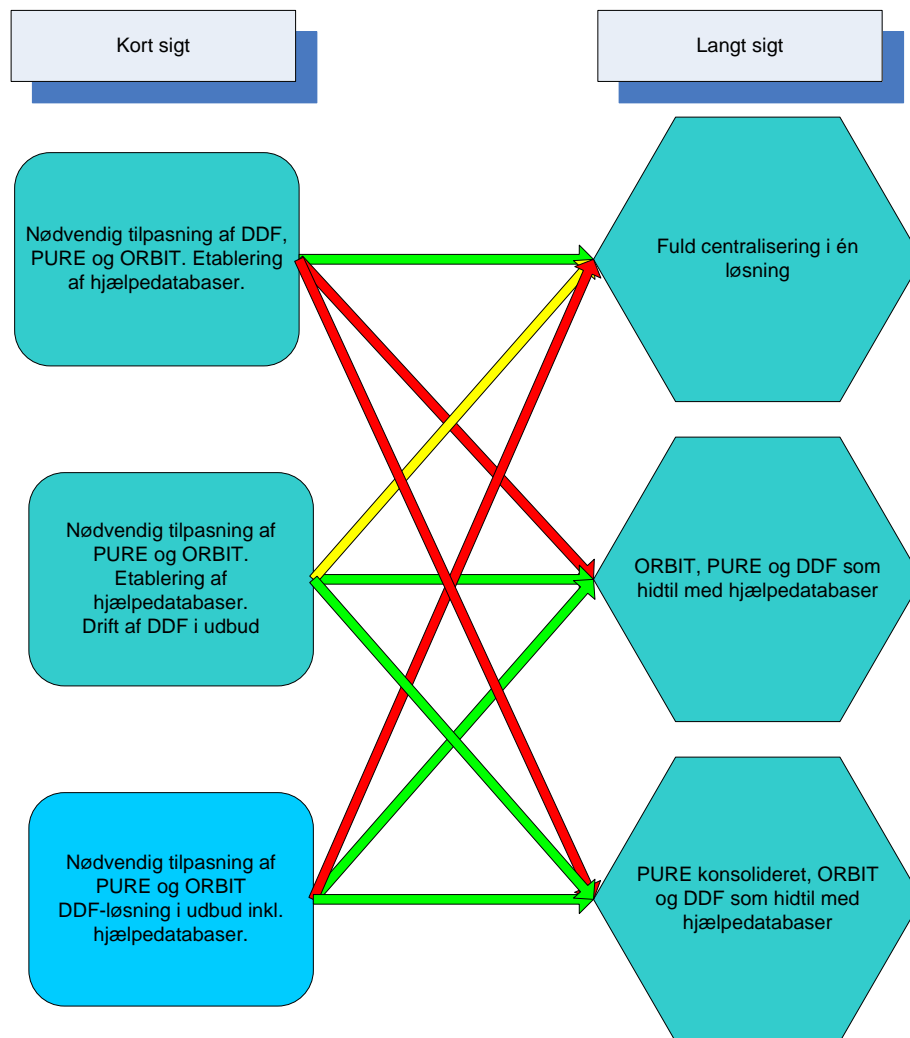 Kort sigt
Langt sigt
Nødvendig tilpasning af DDF,
PURE og ORBIT. Etablering
af hjælpedatabaser.
Fuld centralisering i én
løsning
Nødvendig tilpasning af
PURE og ORBIT.
Etablering af
hjælpedatabaser.
Drift af DDF i udbud
ORBIT, PURE og DDF som
hidtil med hjælpedatabaser
Nødvendig tilpasning af
PURE og ORBIT
DDF-løsning i udbud inkl.
hjælpedatabaser.
PURE konsolideret, ORBIT
og DDF som hidtil med
hjælpedatabaser